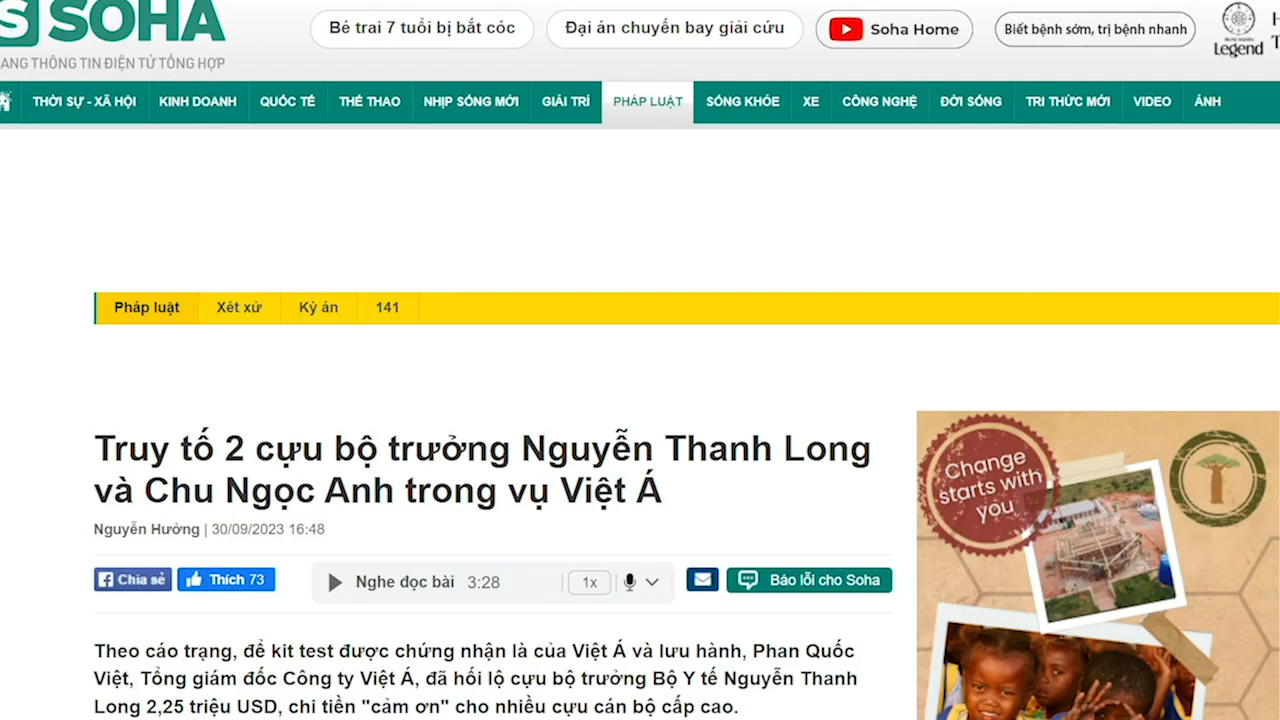 SOHA
ANG THÔNG TIN ĐIỆN TỬ TỔNG HỢP
Bé trai 7 tuổi bị bắt cóc
Đại án chuyến bay giải cứu
Soha Home
Biết bệnh sớm, trị bệnh nhanh
Legend
THỜI SỰ - XÃ HỘI KINH DOANH QUỐC TẾ THỂ THAO NHỊP SỐNG MỚI GIẢI TRÍ PHÁP LUẬT SỐNG KHỎE XE CÔNG NGHỆ ĐỜI SỐNG TRI THỨC MỚI VIDEO ẢNH
Pháp luật Xét xử Kỳ án 141
Truy tố 2 cựu bộ trưởng Nguyễn Thanh Long
và Chu Ngọc Anh trong vụ Việt Á
Nguyễn Hưởng | 30/09/2023 16:48
Chia sẻ Thích 73 Nghe đọc bài 3:28 1x Báo lỗi cho Soha
Theo cáo trạng, để kit test được chứng nhận là của Việt Á và lưu hành, Phan Quốc
Việt, Tổng giám đốc Công ty Việt Á, đã hối lộ cựu bộ trưởng Bộ Y tế Nguyễn Thanh
Long 2,25 triệu USD, chi tiền "cảm ơn" cho nhiều cựu cán bộ cấp cao.
Change
starts with
you